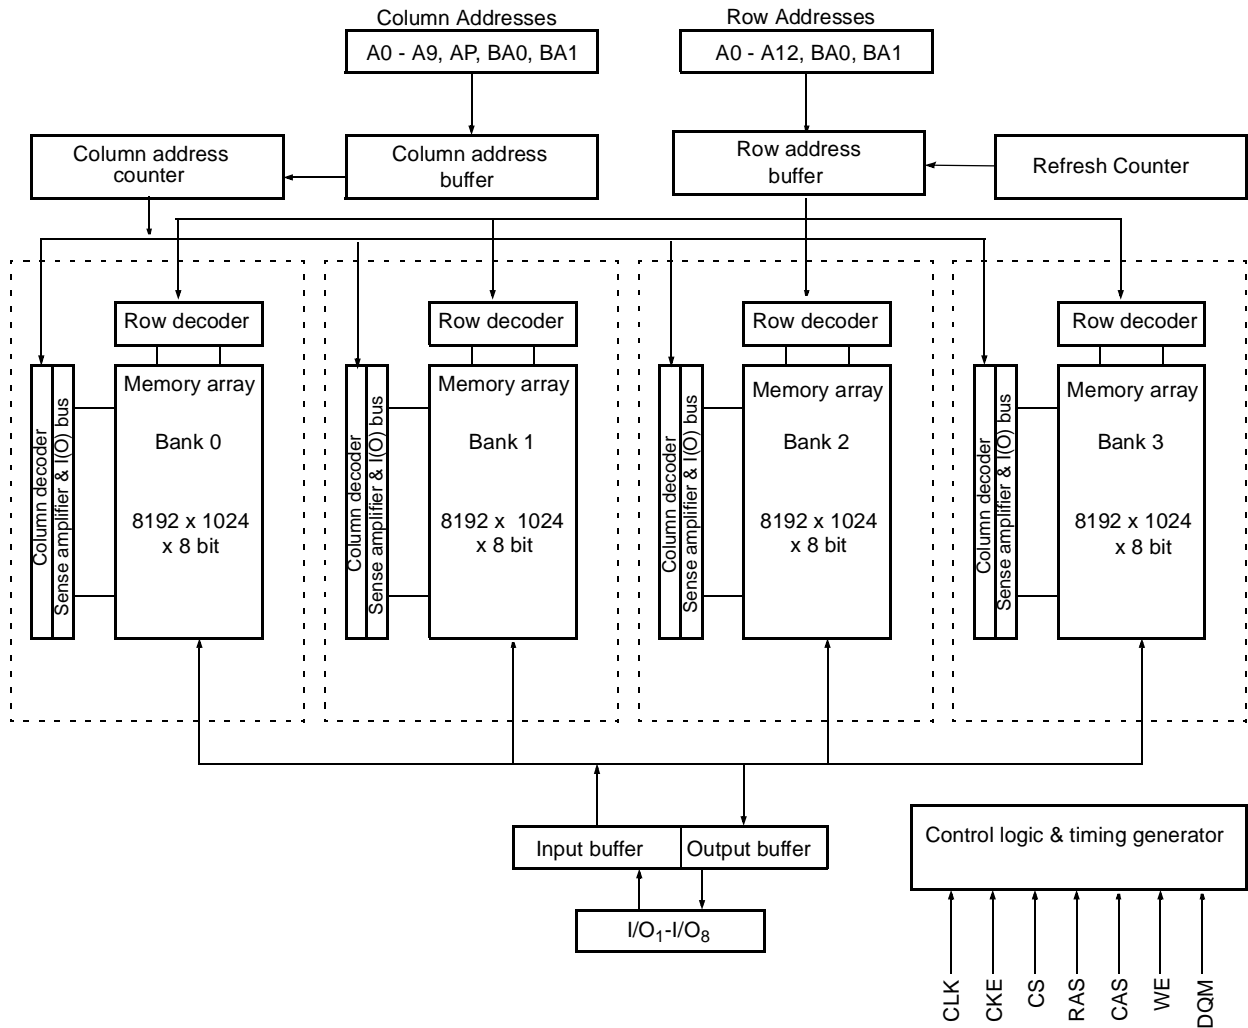 Column Addresses
Row Addresses
A0 - A9, AP, BA0, BA1
A0 - A12, BA0, BA1
Column address
counter
Column address
buffer
Row address
buffer
Refresh Counter
Row decoder
Row decoder
Row decoder
Row decoder
Column decoder
Sense amplifier & I(O) bus
Memory array
Bank 0
8192 x 1024
x 8 bit
Column decoder
Sense amplifier & I(O) bus
Memory array
Bank 1
8192 x 1024
x 8 bit
Column decoder
Sense amplifier & I(O) bus
Memory array
Bank 2
8192 x 1024
x 8 bit
Column decoder
Sense amplifier & I(O) bus
Memory array
Bank 3
8192 x 1024
x 8 bit
Input buffer
Output buffer
I/O1-I/O8
Control logic & timing generator
CLK
CKE
CS
RAS
CAS
WE
DQM